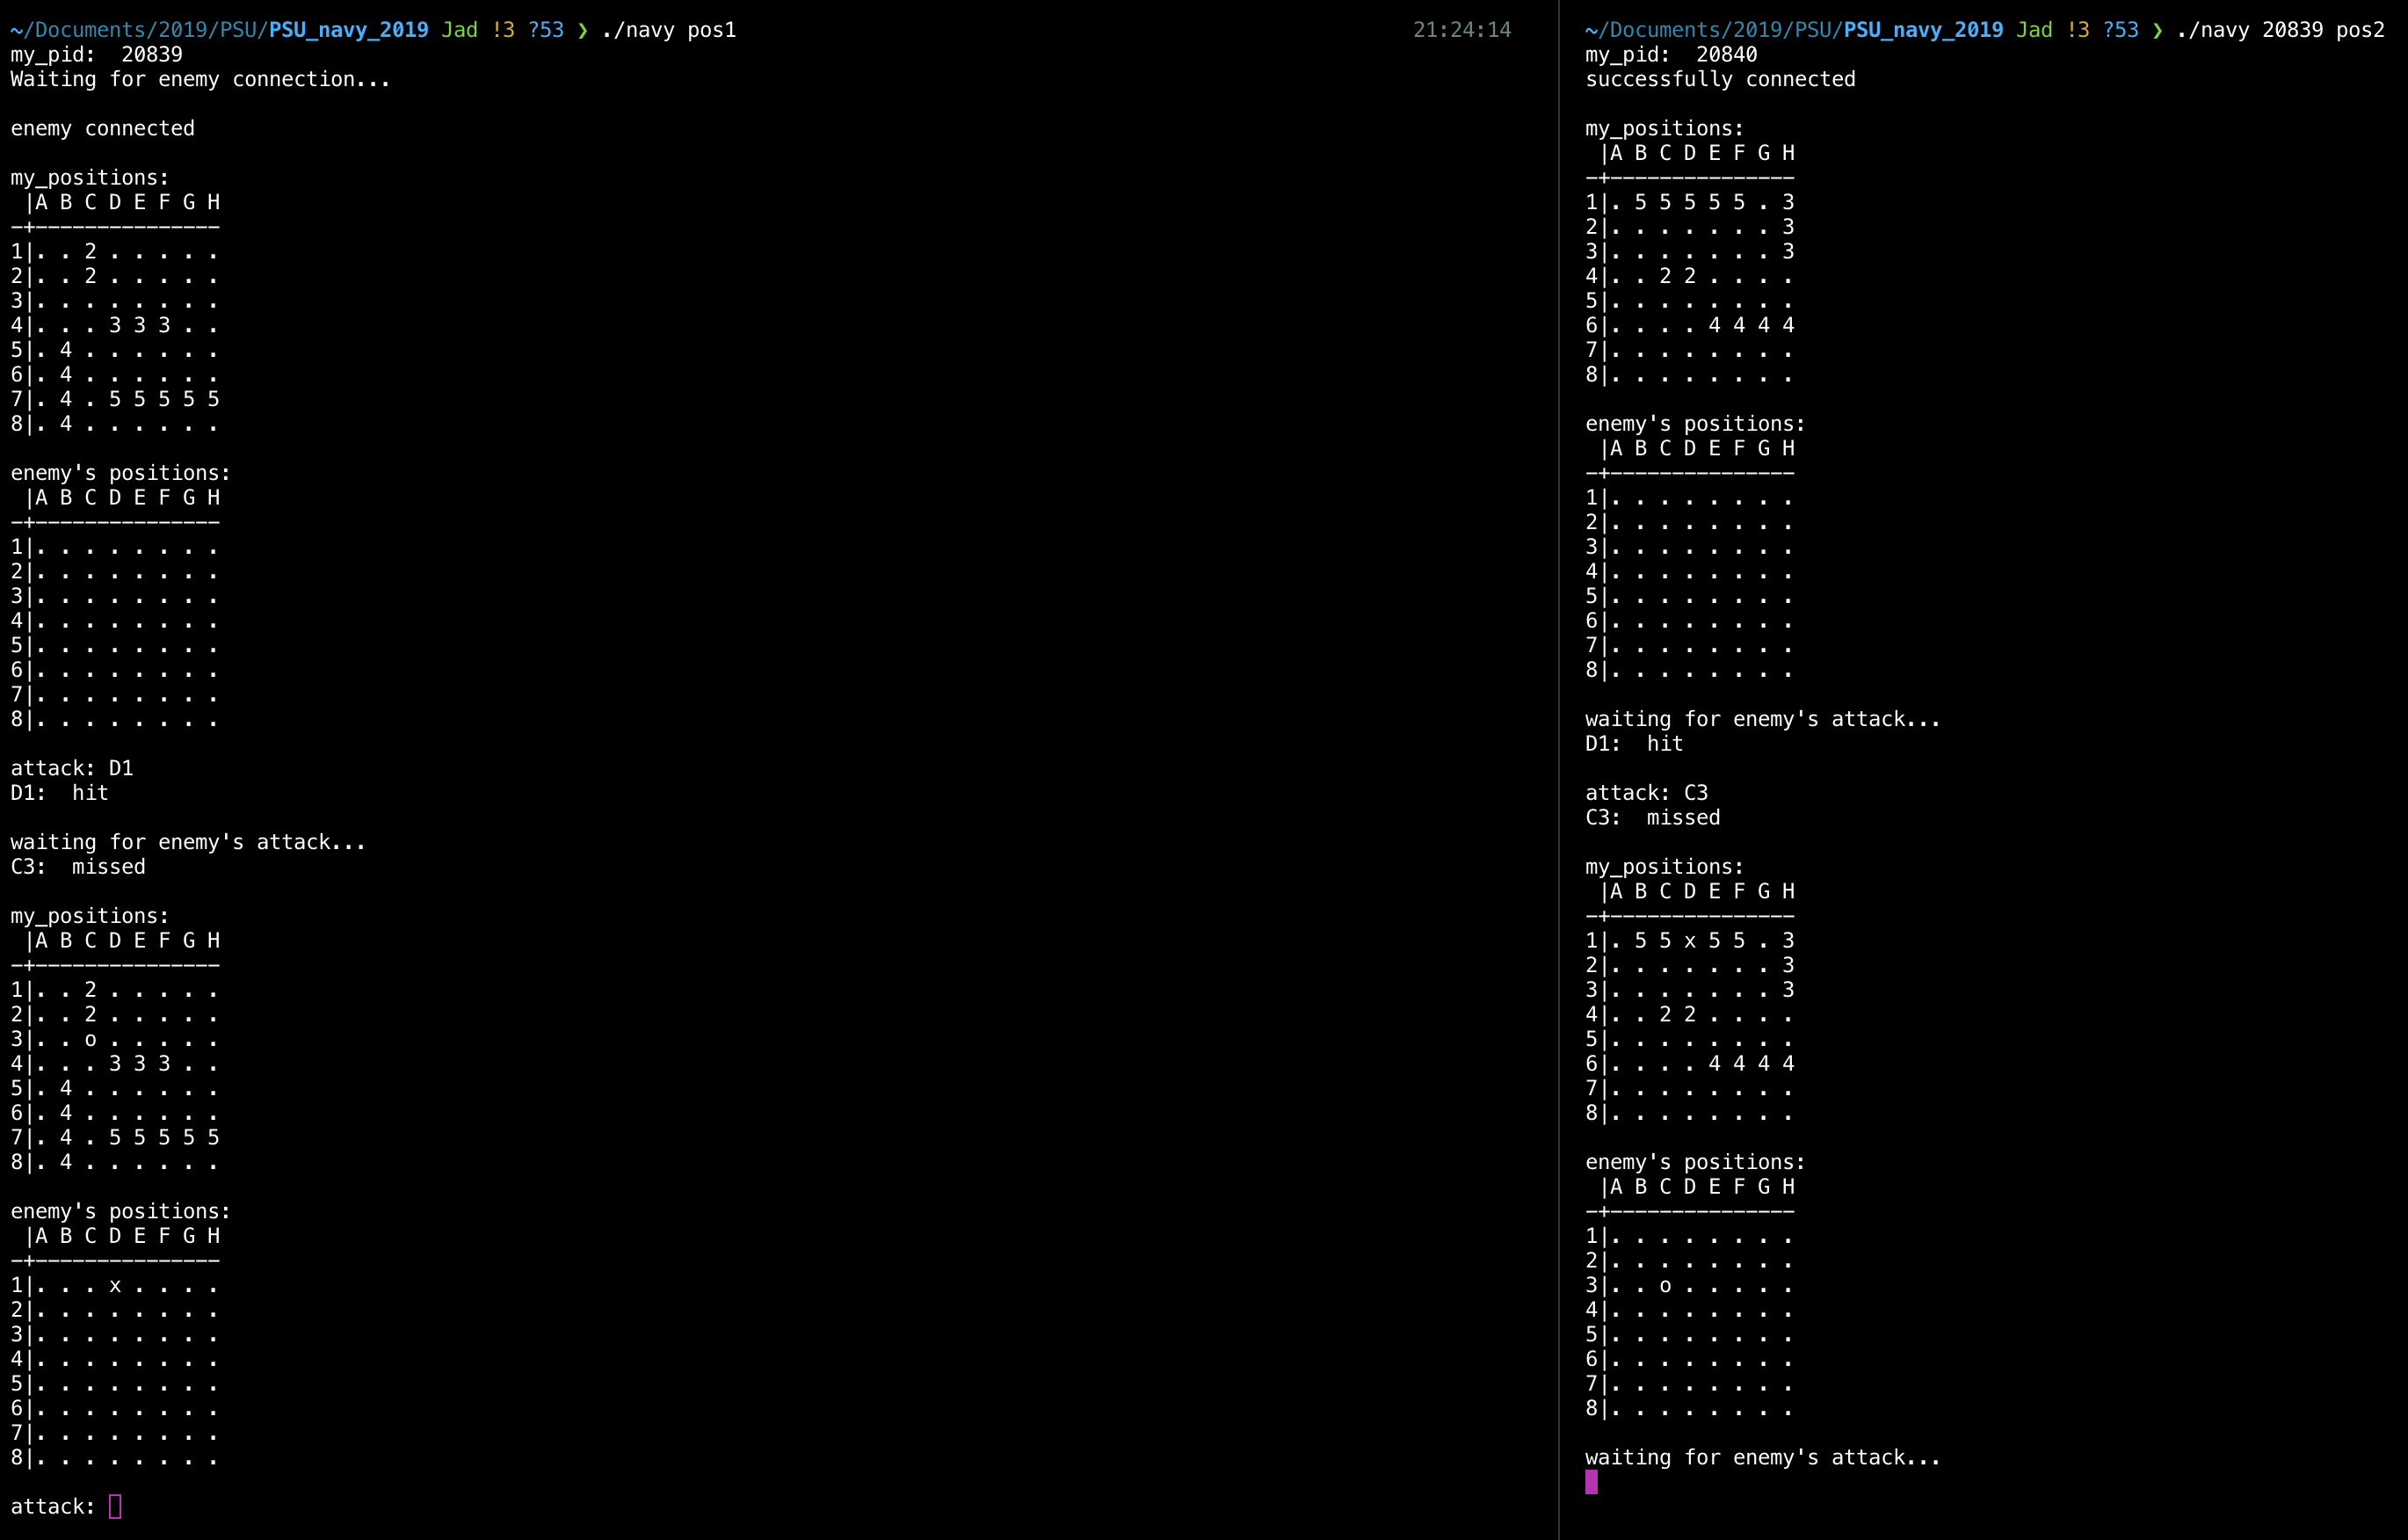 ~/Documents/2019/PSU/PSU_navy_2019 Jad !3 ?53 ❯ ./navy pos1 21:24:14
my_pid:  20839
Waiting for enemy connection...

enemy connected

my_positions:
 |A B C D E F G H
-+---------------
1|. . 2 . . . . .
2|. . 2 . . . . .
3|. . . . . . . .
4|. . . 3 3 3 . .
5|. 4 . . . . . .
6|. 4 . . . . . .
7|. 4 . 5 5 5 5 5
8|. 4 . . . . . .

enemy's positions:
 |A B C D E F G H
-+---------------
1|. . . . . . . .
2|. . . . . . . .
3|. . . . . . . .
4|. . . . . . . .
5|. . . . . . . .
6|. . . . . . . .
7|. . . . . . . .
8|. . . . . . . .

attack: D1
D1:  hit

waiting for enemy's attack...
C3:  missed

my_positions:
 |A B C D E F G H
-+---------------
1|. . 2 . . . . .
2|. . 2 . . . . .
3|. . o . . . . .
4|. . . 3 3 3 . .
5|. 4 . . . . . .
6|. 4 . . . . . .
7|. 4 . 5 5 5 5 5
8|. 4 . . . . . .

enemy's positions:
 |A B C D E F G H
-+---------------
1|. . . x . . . .
2|. . . . . . . .
3|. . . . . . . .
4|. . . . . . . .
5|. . . . . . . .
6|. . . . . . . .
7|. . . . . . . .
8|. . . . . . . .

attack:
~/Documents/2019/PSU/PSU_navy_2019 Jad !3 ?53 ❯ ./navy 20839 pos2
my_pid:  20840
successfully connected

my_positions:
 |A B C D E F G H
-+---------------
1|. 5 5 5 5 5 . 3
2|. . . . . . . 3
3|. . . . . . . 3
4|. . 2 2 . . . .
5|. . . . . . . .
6|. . . . 4 4 4 4
7|. . . . . . . .
8|. . . . . . . .

enemy's positions:
 |A B C D E F G H
-+---------------
1|. . . . . . . .
2|. . . . . . . .
3|. . . . . . . .
4|. . . . . . . .
5|. . . . . . . .
6|. . . . . . . .
7|. . . . . . . .
8|. . . . . . . .

waiting for enemy's attack...
D1:  hit

attack: C3
C3:  missed

my_positions:
 |A B C D E F G H
-+---------------
1|. 5 5 x 5 5 . 3
2|. . . . . . . 3
3|. . . . . . . 3
4|. . 2 2 . . . .
5|. . . . . . . .
6|. . . . 4 4 4 4
7|. . . . . . . .
8|. . . . . . . .

enemy's positions:
 |A B C D E F G H
-+---------------
1|. . . . . . . .
2|. . . . . . . .
3|. . o . . . . .
4|. . . . . . . .
5|. . . . . . . .
6|. . . . . . . .
7|. . . . . . . .
8|. . . . . . . .

waiting for enemy's attack...